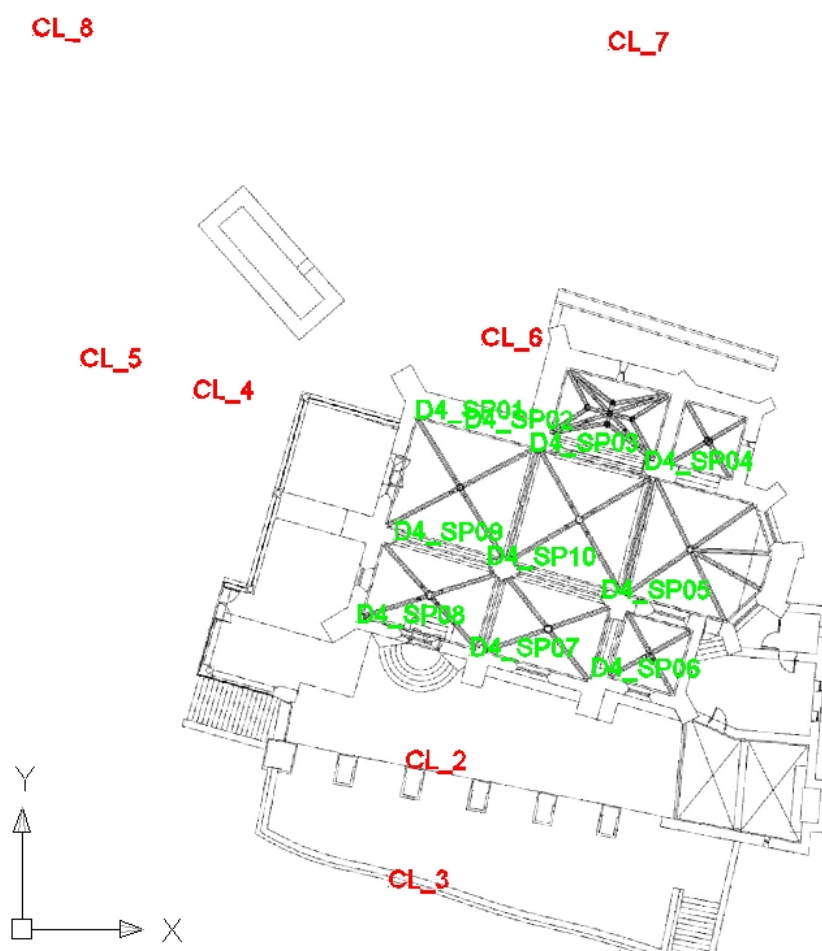 CL_8
CL_7
CL_6
CL_5
CL_4
D4_SP01
D4_SP02
D4_SP03
D4_SP04
D4_SP09
D4_SP10
D4_SP05
D4_SP08
D4_SP07
D4_SP06
CL_2
Y
CL_3
X